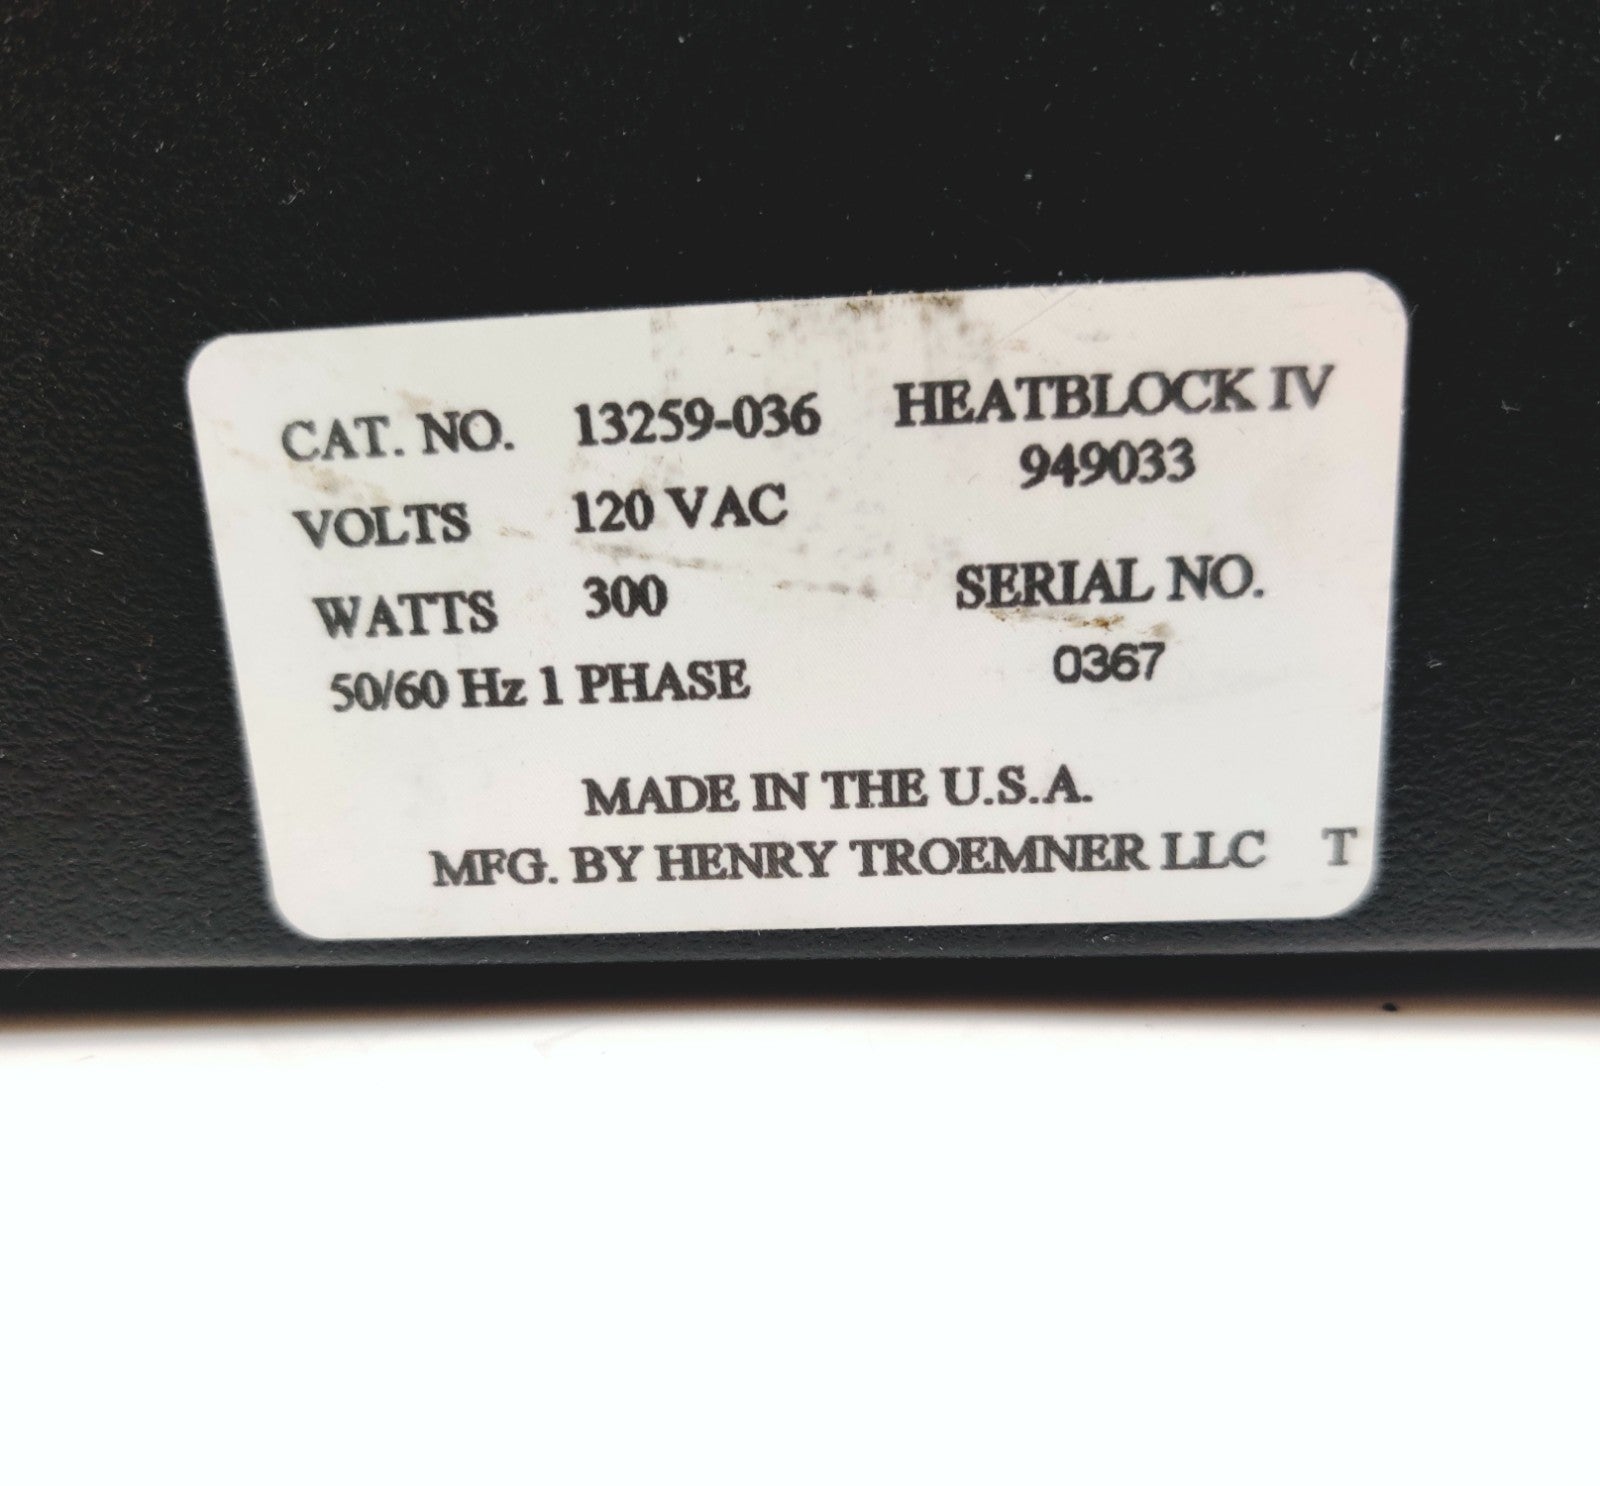 CAT. NO. 13259-036 HEATBLOCK IV
949033
VOLTS 120 VAC
WATTS 300 SERIAL NO.
50/60 Hz 1 PHASE 0367
MADE IN THE U.S.A.
MFG. BY HENRY TROEMNER LLC T